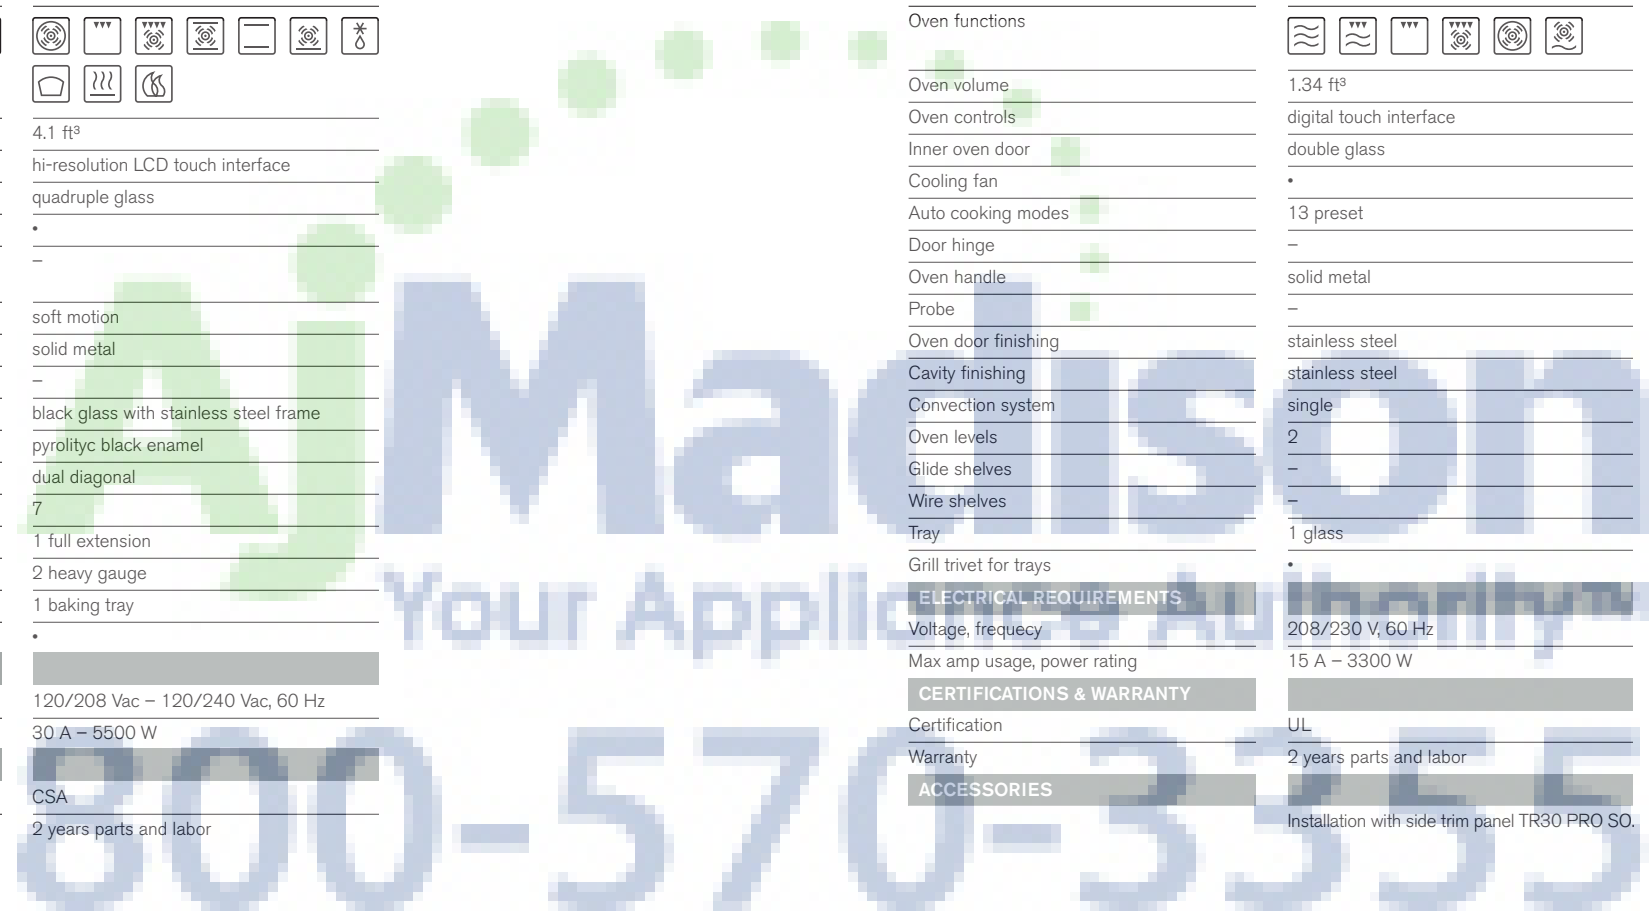 4.1 ft³
hi-resolution LCD touch interface
quadruple glass
•
–
soft motion
solid metal
–
black glass with stainless steel frame
pyrolityc black enamel
dual diagonal
7
1 full extension
2 heavy gauge
1 baking tray
•
120/208 Vac – 120/240 Vac, 60 Hz
30 A – 5500 W
CSA
2 years parts and labor
Oven functions
Oven volume 1.34 ft³
Oven controls digital touch interface
Inner oven door double glass
Cooling fan •
Auto cooking modes 13 preset
Door hinge –
Oven handle solid metal
Probe –
Oven door finishing stainless steel
Cavity finishing stainless steel
Convection system single
Oven levels 2
Glide shelves –
Wire shelves –
Tray 1 glass
Grill trivet for trays •
ELECTRICAL REQUIREMENTS
Voltage, frequecy 208/230 V, 60 Hz
Max amp usage, power rating 15 A – 3300 W
CERTIFICATIONS & WARRANTY
Certification UL
Warranty 2 years parts and labor
ACCESSORIES
Installation with side trim panel TR30 PRO SO.
AjMadison
Your Appliance Authority™
800-570-3355